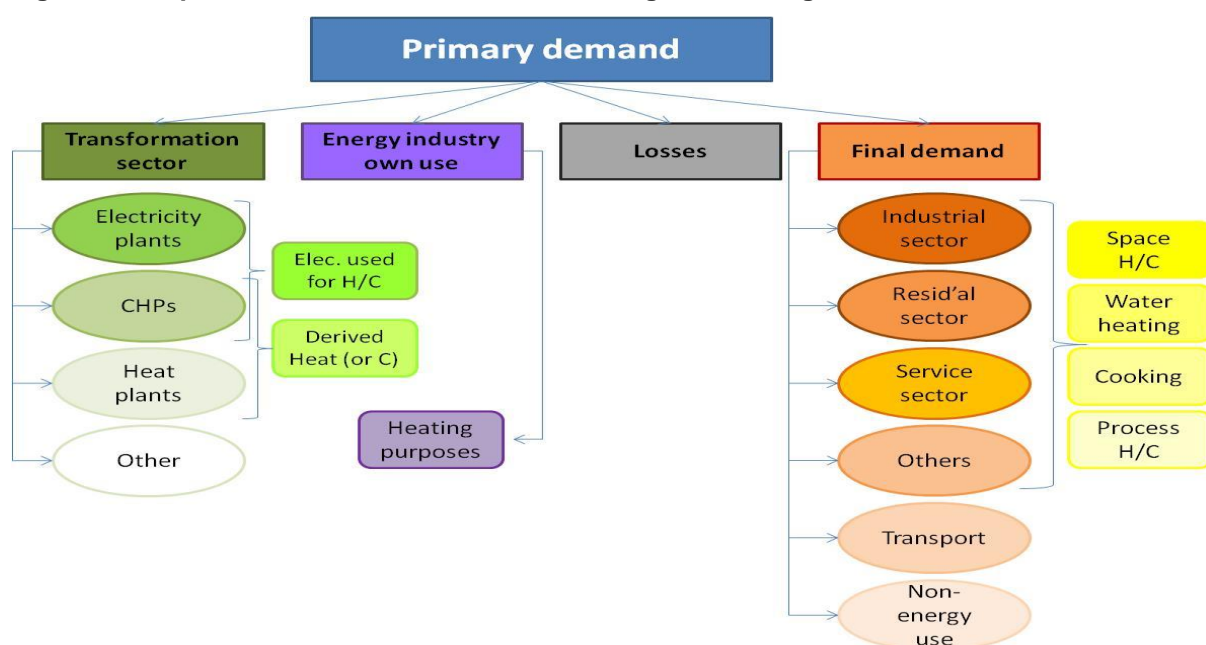 Primary demand
Transformation
sector
Energy industry
own use
Losses
Final demand
Electricity
plants
CHPs
Heat
plants
Other
Elec. used
for H/C
Derived
Heat (or C)
Heating
purposes
Industrial
sector
Resid’al
sector
Service
sector
Others
Transport
Non-
energy
use
Space
H/C
Water
heating
Cooking
Process
H/C